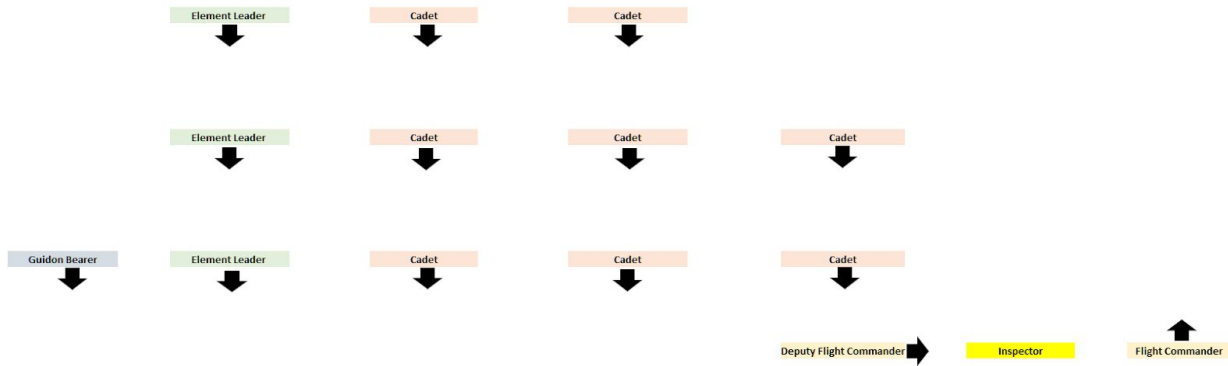 Element Leader Cadet Cadet
Element Leader Cadet Cadet Cadet
Guidon Bearer Element Leader Cadet Cadet Cadet
Deputy Flight Commander Inspector Flight Commander